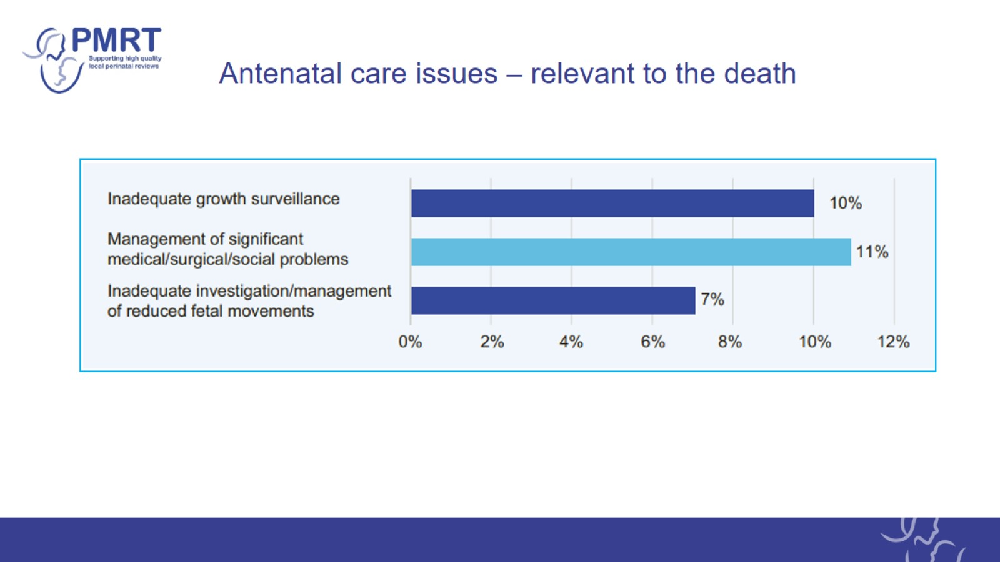 PMRT
Supporting high quality
local perinatal reviews
Antenatal care issues – relevant to the death
Inadequate growth surveillance
10%
Management of significant
medical/surgical/social problems
11%
Inadequate investigation/management
of reduced fetal movements
7%
0% 2% 4% 6% 8% 10% 12%